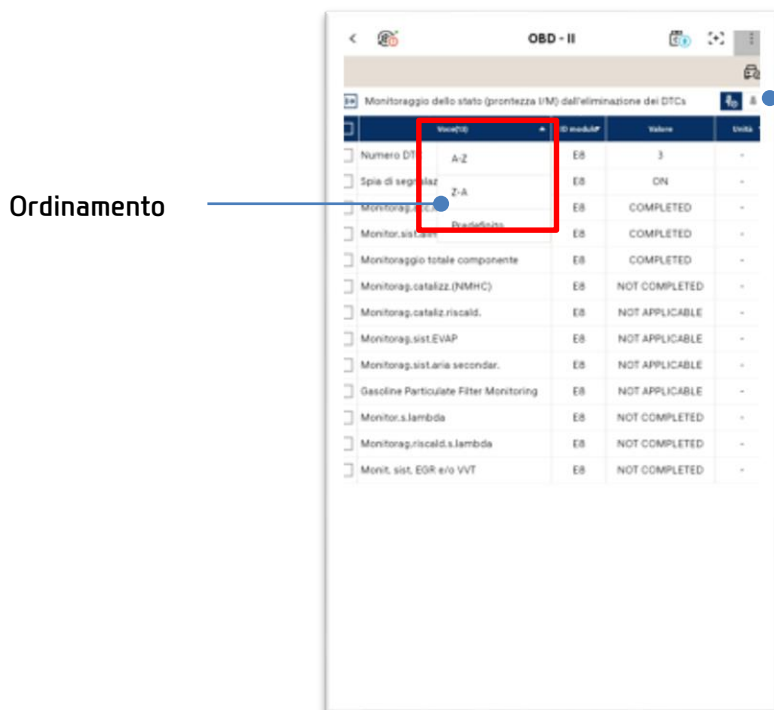 OBD - II
Monitoraggio dello stato (prontezza I/M) dall'eliminazione dei DTCs
Voce(13) ID modulo Valore Unità
Numero DT E8 3 -
A-Z
Spia di segnalaz E8 ON -
Z-A
Ordinamento
Monitorag. E8 COMPLETED -
Predefinito
Monitor.sist. E8 COMPLETED -
Monitoraggio totale componente E8 COMPLETED -
Monitorag.catalizz.(NMHC) E8 NOT COMPLETED -
Monitorag.cataliz.riscald. E8 NOT APPLICABLE -
Monitorag.sist.EVAP E8 NOT APPLICABLE -
Monitorag.sist.aria secondar. E8 NOT APPLICABLE -
Gasoline Particulate Filter Monitoring E8 NOT APPLICABLE -
Monitor.s.lambda E8 NOT COMPLETED -
Monitorag.riscald.s.lambda E8 NOT COMPLETED -
Monit. sist. EGR e/o VVT E8 NOT COMPLETED -